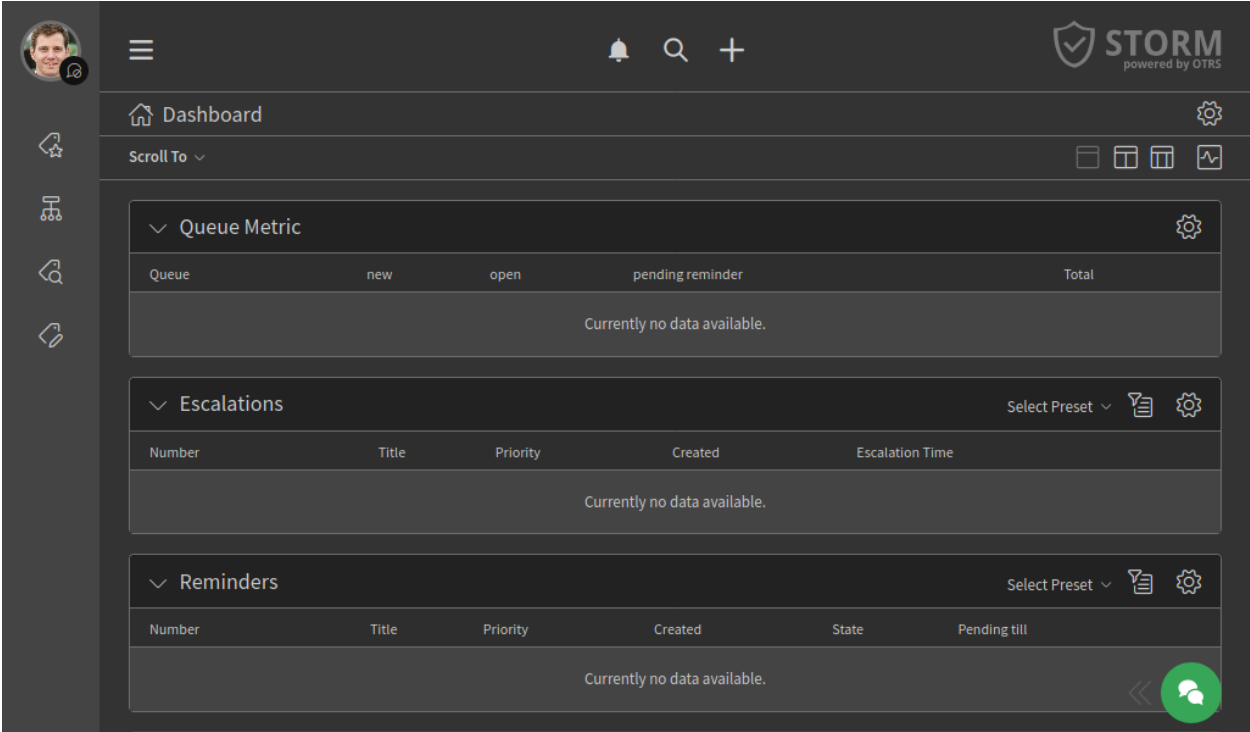 STORM
powered by OTRS
Dashboard
Scroll To
Queue Metric
Queue new open pending reminder Total
Currently no data available.
Escalations Select Preset
Number Title Priority Created Escalation Time
Currently no data available.
Reminders Select Preset
Number Title Priority Created State Pending till
Currently no data available.